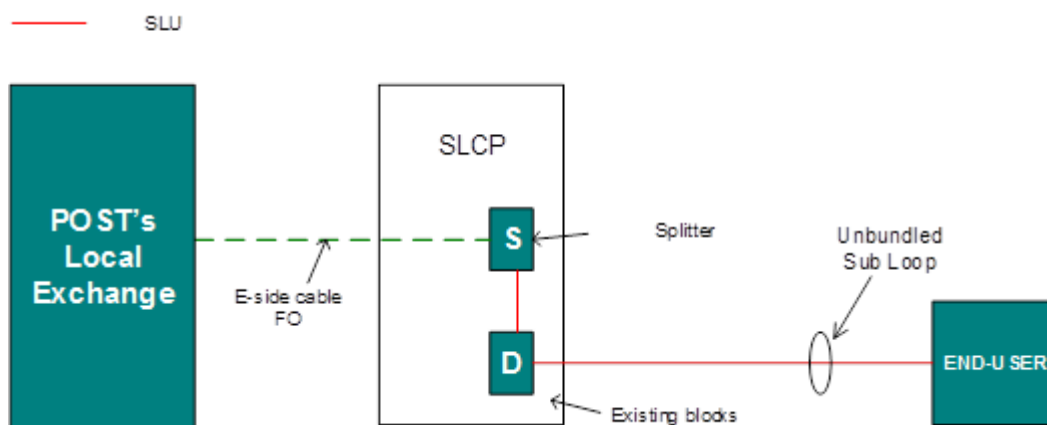 SLU
POST's
Local
Exchange
SLCP
S
Splitter
Unbundled
Sub Loop
E-side cable
FO
D
END-USER
Existing blocks